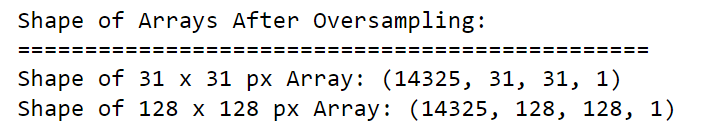 Shape of Arrays After Oversampling:
===============================================
Shape of 31 x 31 px Array: (14325, 31, 31, 1)
Shape of 128 x 128 px Array: (14325, 128, 128, 1)